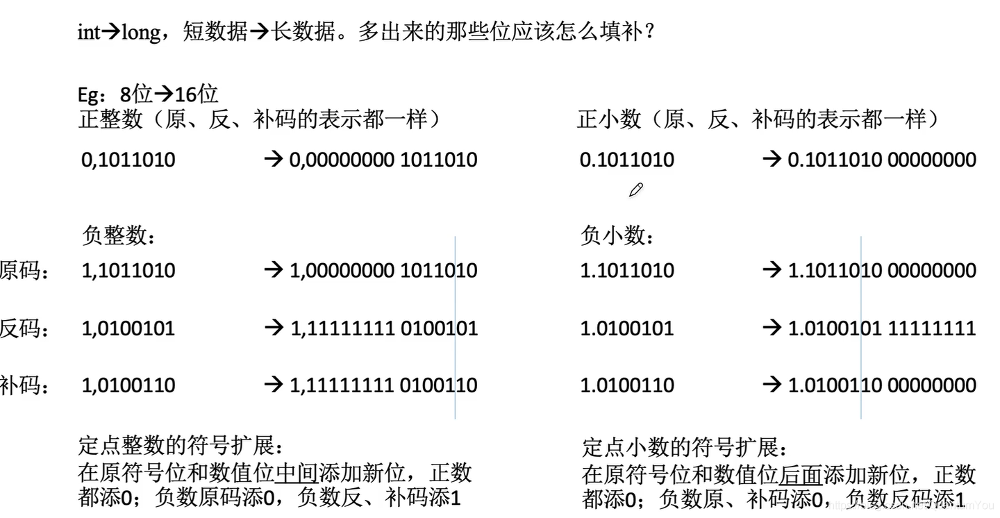 int→long，短数据→长数据。多出来的那些位应该怎么填补？
Eg：8位→16位
正整数（原、反、补码的表示都一样）
0,1011010 → 0,00000000 1011010
正小数（原、反、补码的表示都一样）
0.1011010 → 0.1011010 00000000
负整数：
原码： 1,1011010 → 1,00000000 1011010
反码： 1,0100101 → 1,11111111 0100101
补码： 1,0100110 → 1,11111111 0100110
负小数：
1.1011010 → 1.1011010 00000000
1.0100101 → 1.0100101 11111111
1.0100110 → 1.0100110 00000000
定点整数的符号扩展：
在原符号位和数值位中间添加新位，正数
都添0；负数原码添0，负数反、补码添1
定点小数的符号扩展：
在原符号位和数值位后面添加新位，正数
都添0；负数原、补码添0，负数反码添1